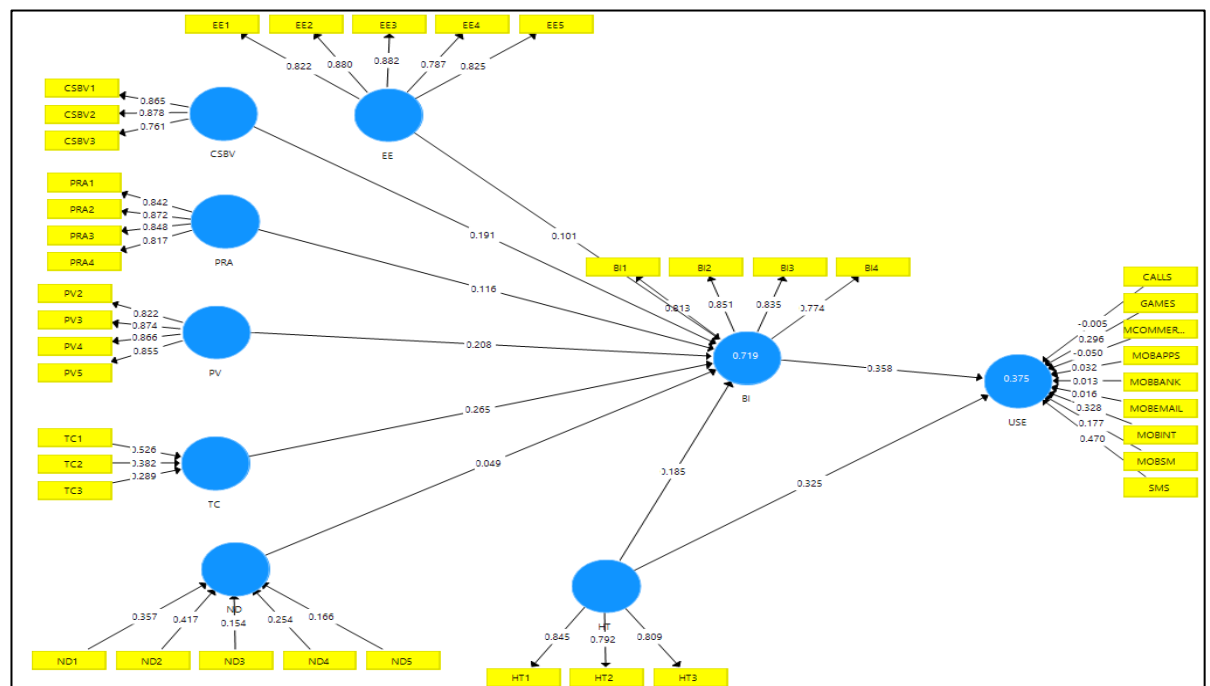 EE1 EE2 EE3 EE4 EE5
0.822 0.880 0.882 0.787 0.825
CSBV1
CSBV2
CSBV3
0.865
0.878
0.761
CSBV
EE
PRA1
PRA2
PRA3
PRA4
0.842
0.872
0.848
0.817
PRA
0.191
0.101
0.116
PV2
PV3
PV4
PV5
0.822
0.874
0.866
0.855
PV
0.208
BI1 BI2 BI3 BI4
0.813 0.851 0.835 0.774
0.719
BI
0.358
CALLS
GAMES
MCOMMER...
MOBAPPS
MOBBANK
MOBEMAIL
MOBINT
MOBSM
SMS
-0.005
0.296
-0.050
0.032
0.013
0.016
0.328
0.177
0.470
0.375
USE
TC1
TC2
TC3
0.526
0.382
0.289
TC
0.265
0.049
0.185
0.325
ND
0.357 0.417 0.154 0.254 0.166
ND1 ND2 ND3 ND4 ND5
HT
0.845 0.792 0.809
HT1 HT2 HT3